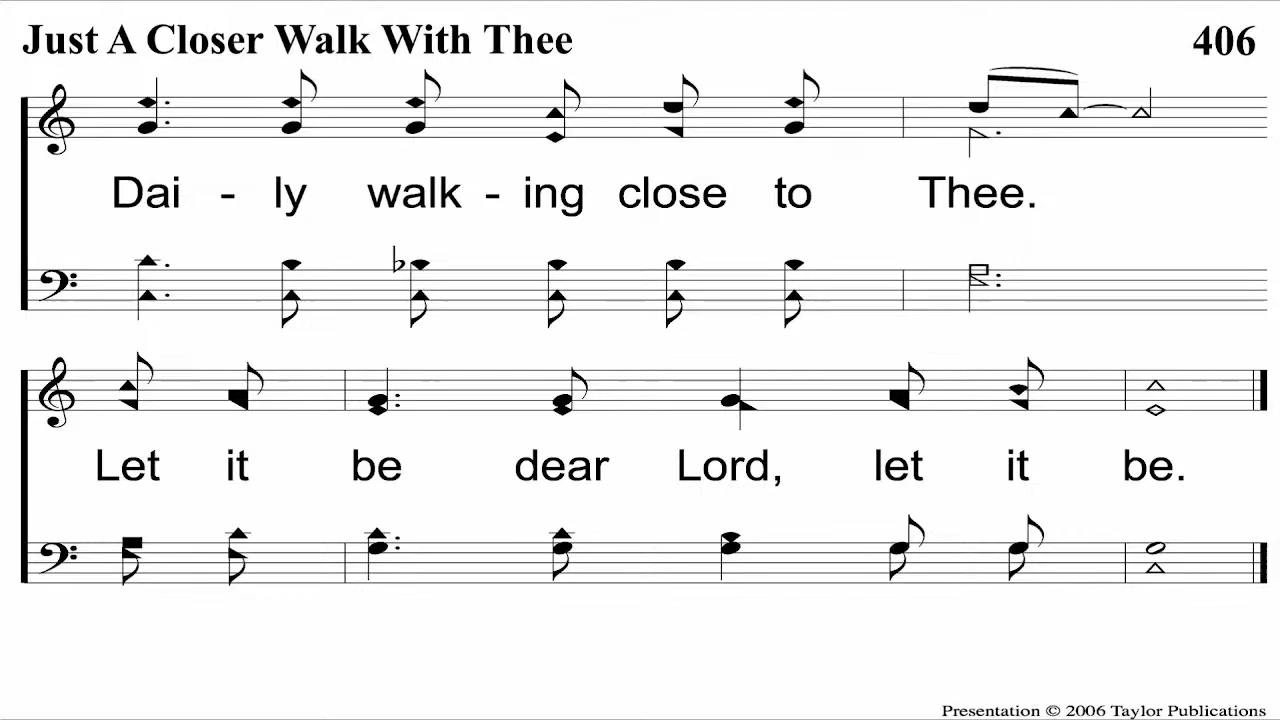 Just A Closer Walk With Thee 406
Dai - ly walk - ing close to Thee.
Let it be dear Lord, let it be.
Presentation © 2006 Taylor Publications